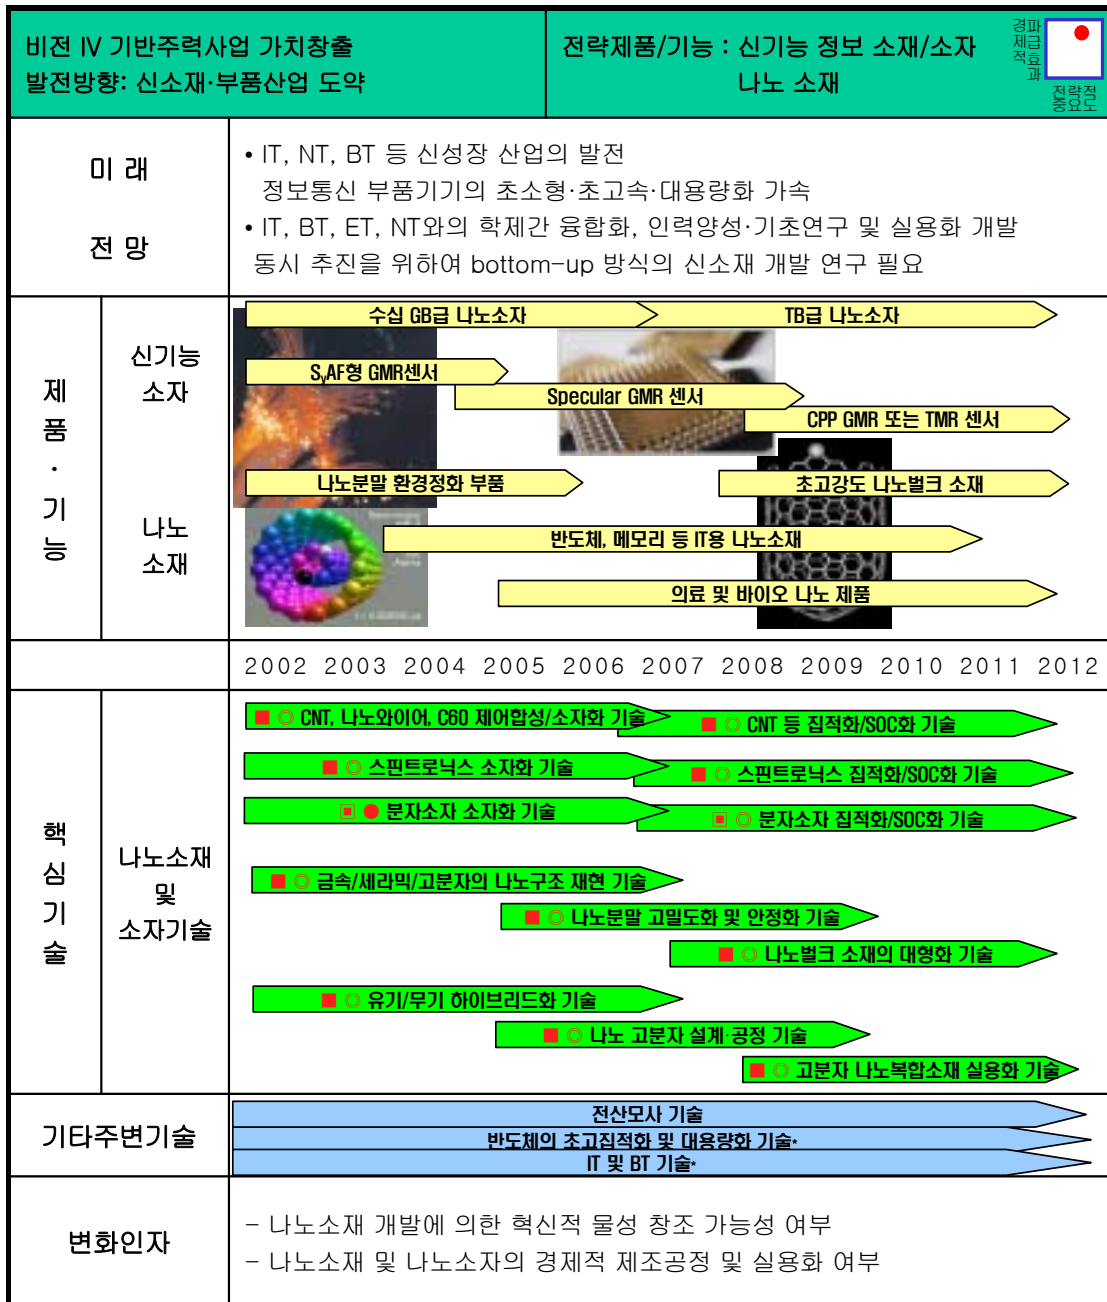 비전 Ⅳ 기반주력사업 가치창출
발전방향: 신소재·부품산업 도약
전략제품/기능 : 신기능 정보 소재/소자
나노 소재
경제적
파급효과
전략적
중요도
미 래
전 망
• IT, NT, BT 등 신성장 산업의 발전
정보통신 부품기기의 초소형·초고속·대용량화 가속
• IT, BT, ET, NT와의 학제간 융합화, 인력양성·기초연구 및 실용화 개발
동시 추진을 위하여 bottom-up 방식의 신소재 개발 연구 필요
제품·기능
신기능
소자
수십 GB급 나노소자
TB급 나노소자
SyAF형 GMR센서
Specular GMR 센서
CPP GMR 또는 TMR 센서
나노
소재
나노분말 환경정화 부품
초고강도 나노벌크 소재
반도체, 메모리 등 IT용 나노소재
의료 및 바이오 나노 제품
2002 2003 2004 2005 2006 2007 2008 2009 2010 2011 2012
핵심기술
나노소재
및
소자기술
■ ◎ CNT, 나노와이어, C60 제어합성/소자화 기술
■ ◎ CNT 등 집적화/SOC화 기술
■ ◎ 스핀트로닉스 소자화 기술
■ ◎ 스핀트로닉스 집적화/SOC화 기술
▣ ● 분자소자 소자화 기술
▣ ◎ 분자소자 집적화/SOC화 기술
■ ◎ 금속/세라믹/고분자의 나노구조 재현 기술
■ ◎ 나노분말 고밀도화 및 안정화 기술
■ ◎ 나노벌크 소재의 대형화 기술
■ ◎ 유기/무기 하이브리드화 기술
■ ◎ 나노 고분자 설계·공정 기술
■ ◎ 고분자 나노복합소재 실용화 기술
기타주변기술
전산모사 기술
반도체의 초고집적화 및 대용량화 기술*
IT 및 BT 기술*
변화인자
- 나노소재 개발에 의한 혁신적 물성 창조 가능성 여부
- 나노소재 및 나노소자의 경제적 제조공정 및 실용화 여부